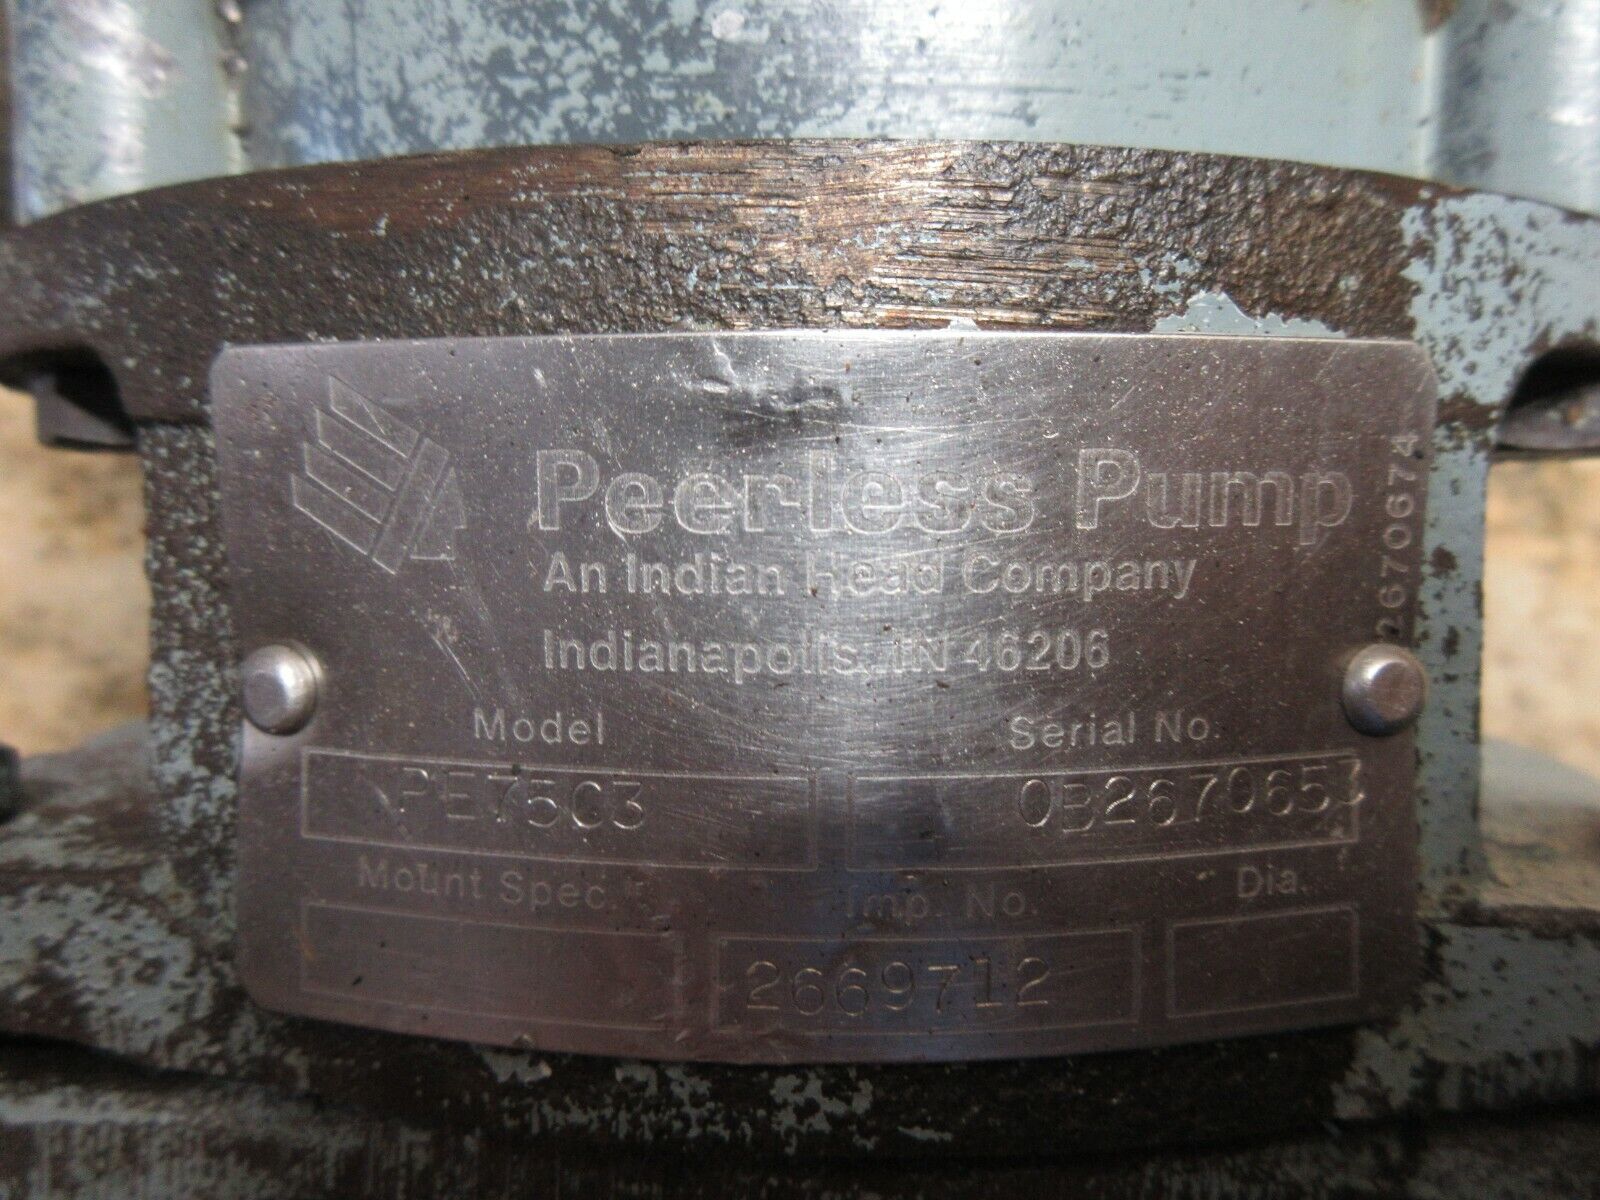 Peerless Pump
An Indian Head Company
Indianapolis, IN 46206
2670674
Model
Serial No.
PE75C3
0B2670653
Mount Spec.
Imp. No.
Dia.
2669712